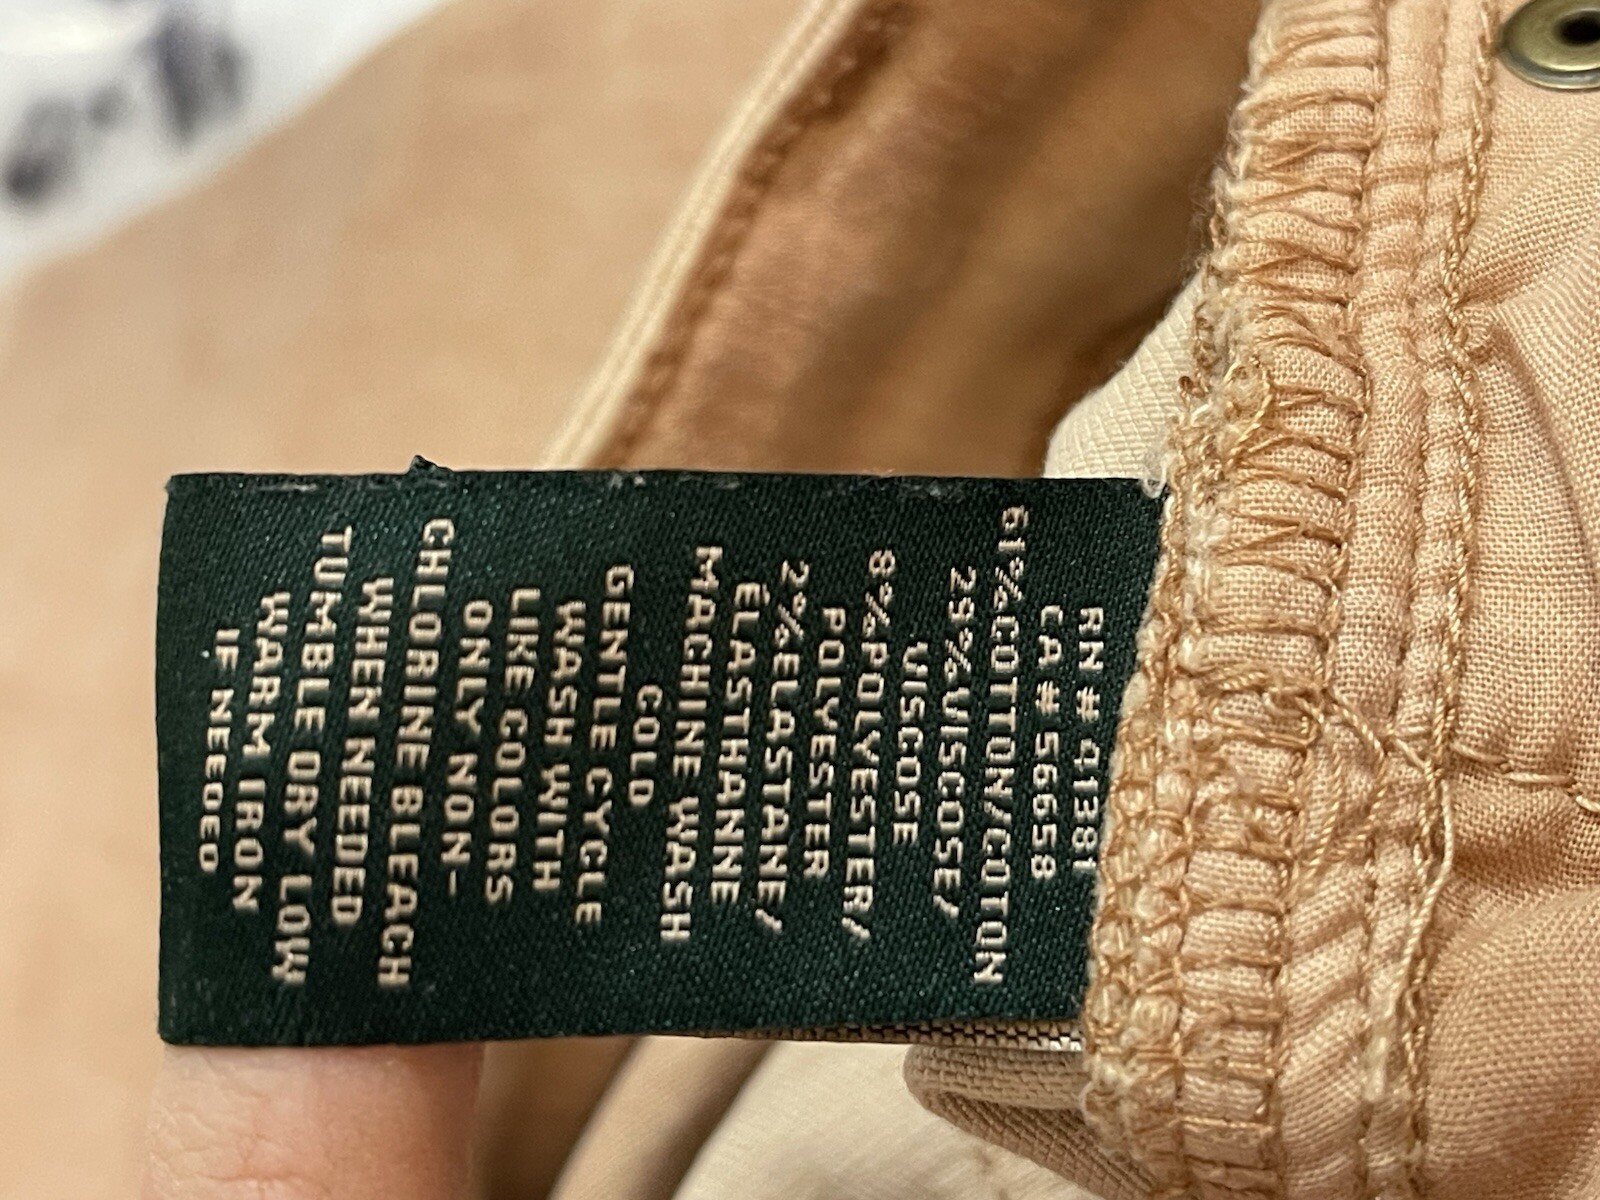 RN # 41381
CA # 56658
61%COTTON/COTON
29%VISCOSE/
VISCOSE
8%POLYESTER/
POLYESTER
2%ELASTANE/
ÉLASTHANNE
MACHINE WASH
COLD
GENTLE CYCLE
WASH WITH
LIKE COLORS
ONLY NON-
CHLORINE BLEACH
WHEN NEEDED
TUMBLE DRY LOW
WARM IRON
IF NEEDED